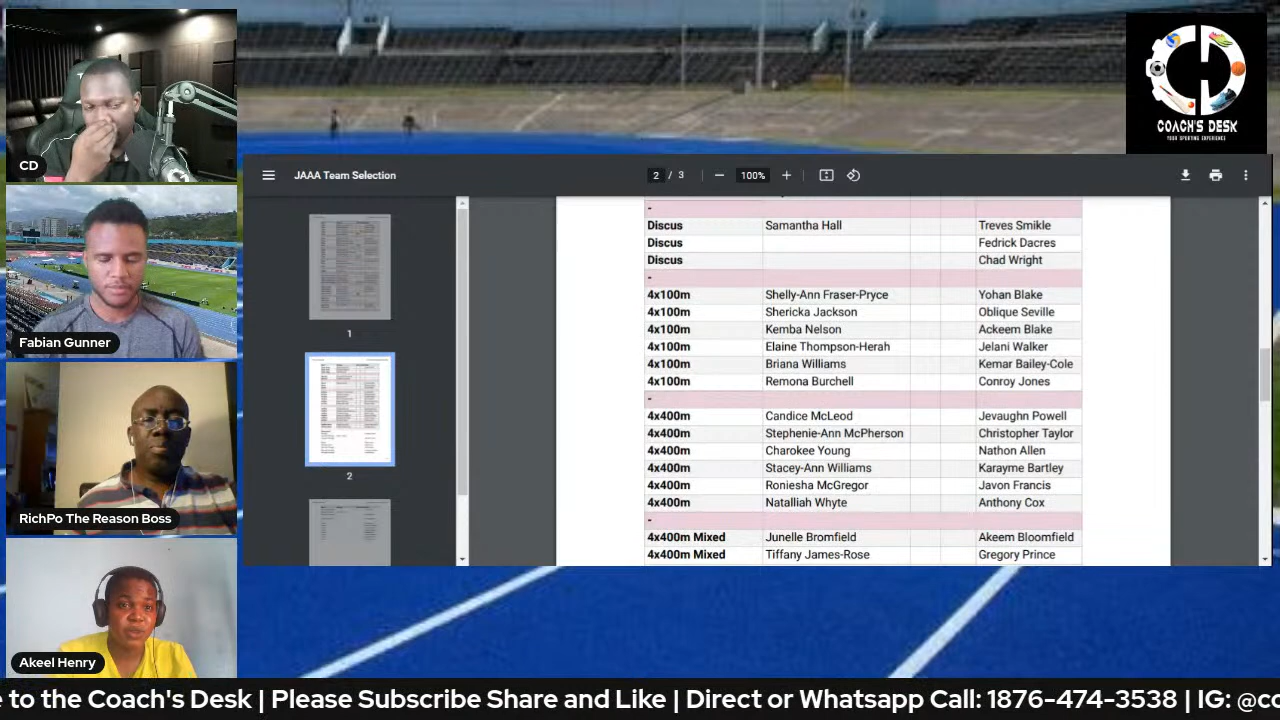 CD
Fabian Gunner
RichPo The Reason Boss
Akeel Henry
COACH'S DESK
YOUR SPORTING EXPERIENCE
JAAA Team Selection
2 / 3
100%
1
2
-
Discus Samantha Hall Treves Smikle
Discus Fedrick Dacres
Discus Chad Wright
-
4x100m Shelly-Ann Fraser-Pryce Yohan Blake
4x100m Shericka Jackson Oblique Seville
4x100m Kemba Nelson Ackeem Blake
4x100m Elaine Thompson-Herah Jelani Walker
4x100m Briana Williams Kemar Bailey-Cole
4x100m Remona Burchell Conroy Jones
-
4x400m Candice McLeod Jevaughn Powell
4x400m Stephenie-Ann McPherson Christopher Taylor
4x400m Charokee Young Nathon Allen
4x400m Stacey-Ann Williams Karayme Bartley
4x400m Roniesha McGregor Javon Francis
4x400m Natalliah Whyte Anthony Cox
-
4x400m Mixed Junelle Bromfield Akeem Bloomfield
4x400m Mixed Tiffany James-Rose Gregory Prince
e to the Coach's Desk | Please Subscribe Share and Like | Direct or Whatsapp Call: 1876-474-3538 | IG: @co